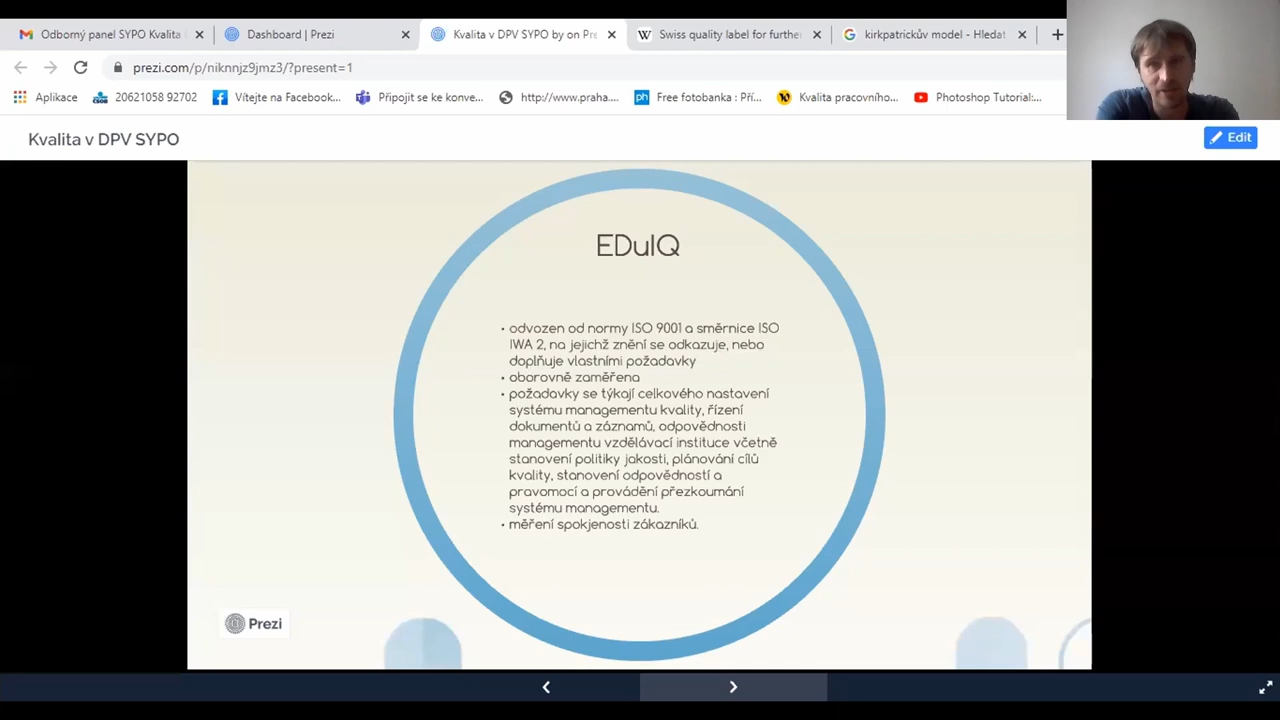 Odborný panel SYPO Kvalita
Dashboard | Prezi
Kvalita v DPV SYPO by on Pre
Swiss quality label for furthe
kirkpatrickův model - Hledat
prezi.com/p/niknnjz9jmz3/?present=1
Aplikace
20621058 92702
Vítejte na Facebook...
Připojit se ke konve...
http://www.praha....
Free fotobanka : Pří...
Kvalita pracovního...
Photoshop Tutorial:...
Kvalita v DPV SYPO
Edit
EDuIQ
• odvozen od normy ISO 9001 a směrnice ISO
IWA 2, na jejichž znění se odkazuje, nebo
doplňuje vlastními požadavky
• oborovně zaměřena
• požadavky se týkají celkového nastavení
systému managementu kvality, řízení
dokumentů a záznamů, odpovědnosti
managementu vzdělávací instituce včetně
stanovení politiky jakosti, plánování cílů
kvality, stanovení odpovědností a
pravomocí a provádění přezkoumání
systému managementu.
• měření spokjenosti zákazníků.
Prezi